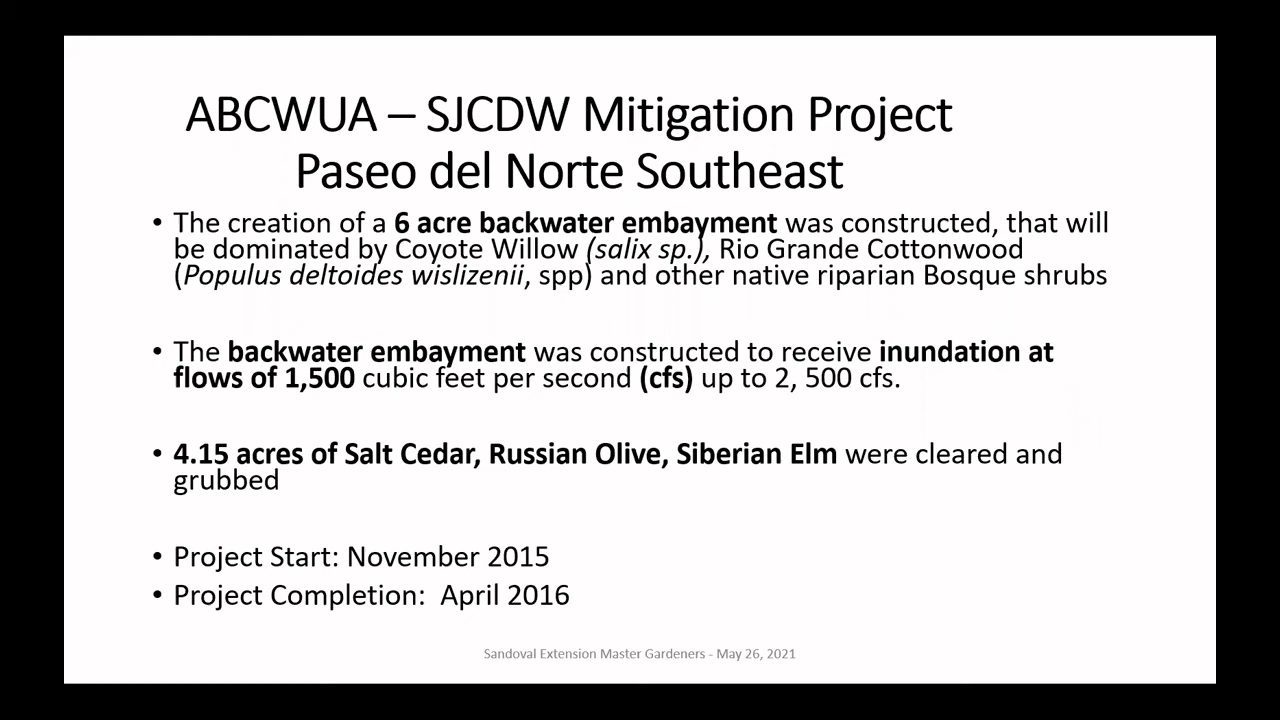 ABCWUA – SJCDW Mitigation Project
Paseo del Norte Southeast
• The creation of a 6 acre backwater embayment was constructed, that will
be dominated by Coyote Willow (salix sp.), Rio Grande Cottonwood
(Populus deltoides wislizenii, spp) and other native riparian Bosque shrubs
• The backwater embayment was constructed to receive inundation at
flows of 1,500 cubic feet per second (cfs) up to 2, 500 cfs.
• 4.15 acres of Salt Cedar, Russian Olive, Siberian Elm were cleared and
grubbed
• Project Start: November 2015
• Project Completion:  April 2016
Sandoval Extension Master Gardeners - May 26, 2021